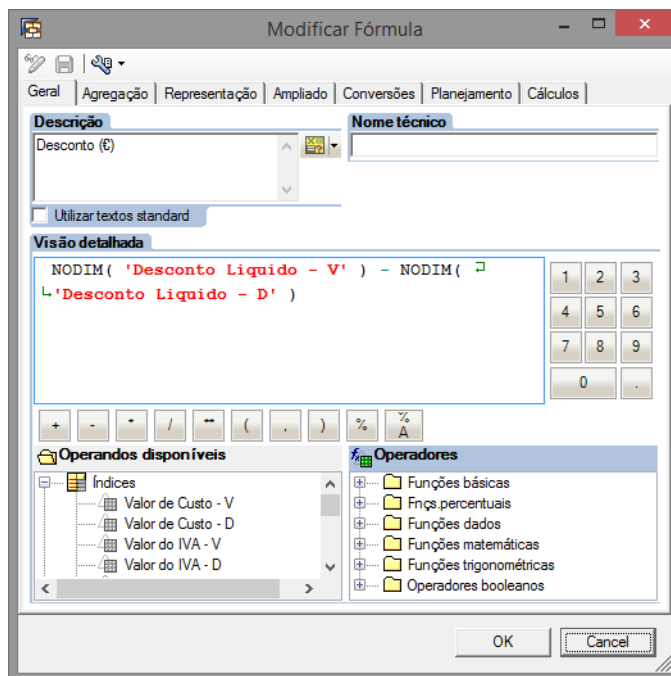 Modificar Fórmula
Geral Agregação Representação Ampliado Conversões Planejamento Cálculos
Descrição
Desconto (€)
Utilizar textos standard
Nome técnico
Visão detalhada
NODIM( 'Desconto Liquido - V' ) - NODIM(
'Desconto Liquido - D' )
1 2 3
4 5 6
7 8 9
0 .
+ - * / ** ( , ) % %A
Operandos disponíveis
Índices
Valor de Custo - V
Valor de Custo - D
Valor do IVA - V
Valor do IVA - D
Operadores
Funções básicas
Fnçs.percentuais
Funções dados
Funções matemáticas
Funções trigonométricas
Operadores booleanos
OK Cancel